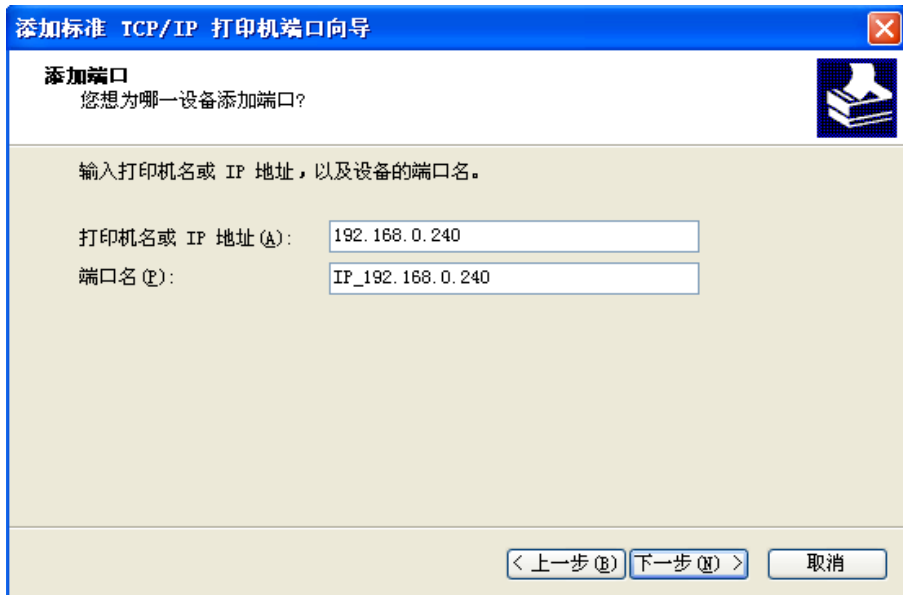 添加标准 TCP/IP 打印机端口向导
添加端口
您想为哪一设备添加端口?
输入打印机名或 IP 地址，以及设备的端口名。
打印机名或 IP 地址(A): 192.168.0.240
端口名(P): IP_192.168.0.240
< 上一步(B) 下一步(N) > 取消